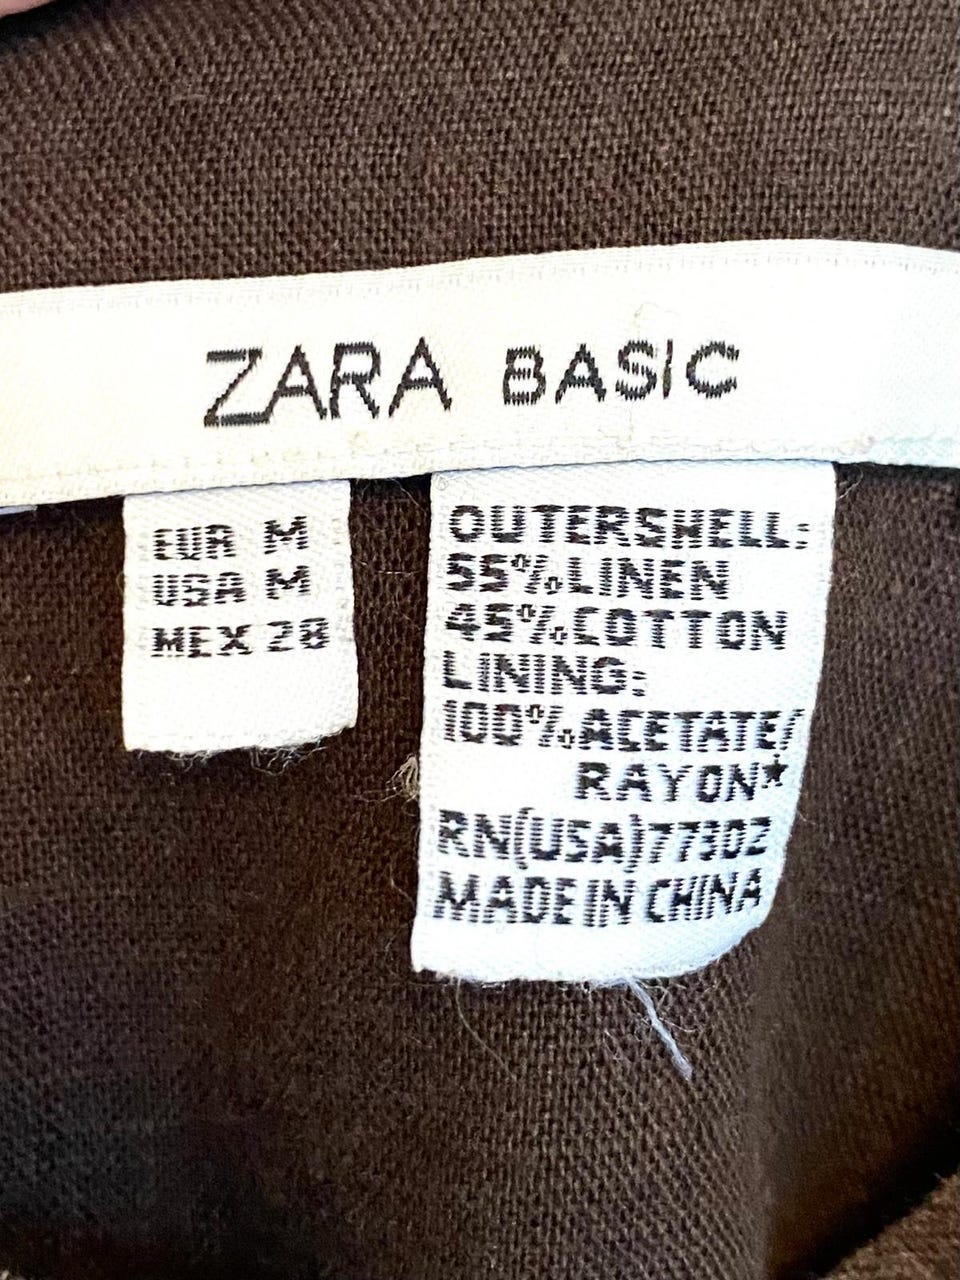 ZARA BASIC
EUR M
USA M
MEX 28
OUTERSHELL:
55%LINEN
45%COTTON
LINING:
100%ACETATE/
RAYON*
RN(USA)77302
MADE IN CHINA